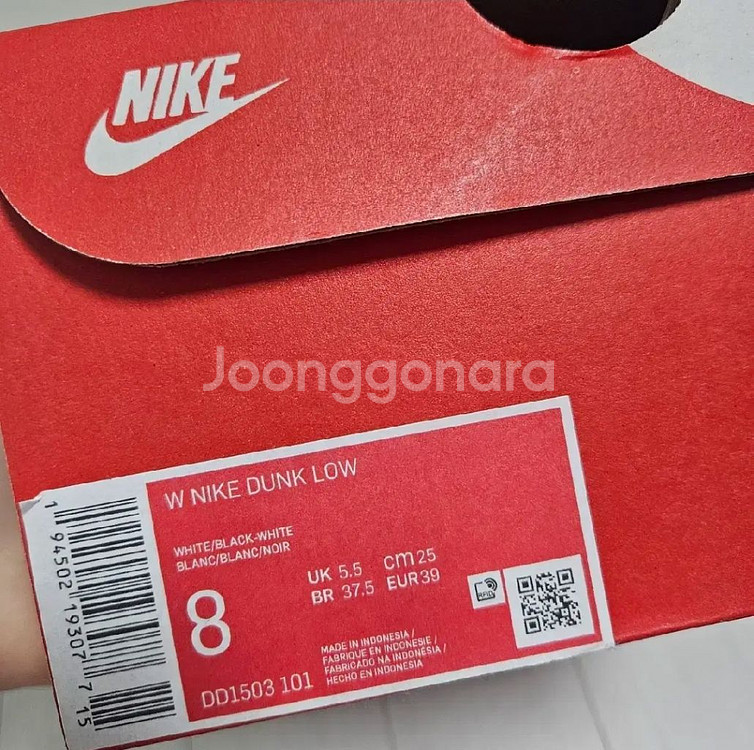 NIKE
Joonggonara
W NIKE DUNK LOW
WHITE/BLACK-WHITE
BLANC/BLANC/NOIR
8
UK 5.5 cm 25
BR 37.5 EUR 39
RFID
DD1503 101
MADE IN INDONESIA /
FABRIQUE EN INDONESIE /
FABRICADO NA INDONÉSIA /
HECHO EN INDONESIA
1 94502 19307 7 15